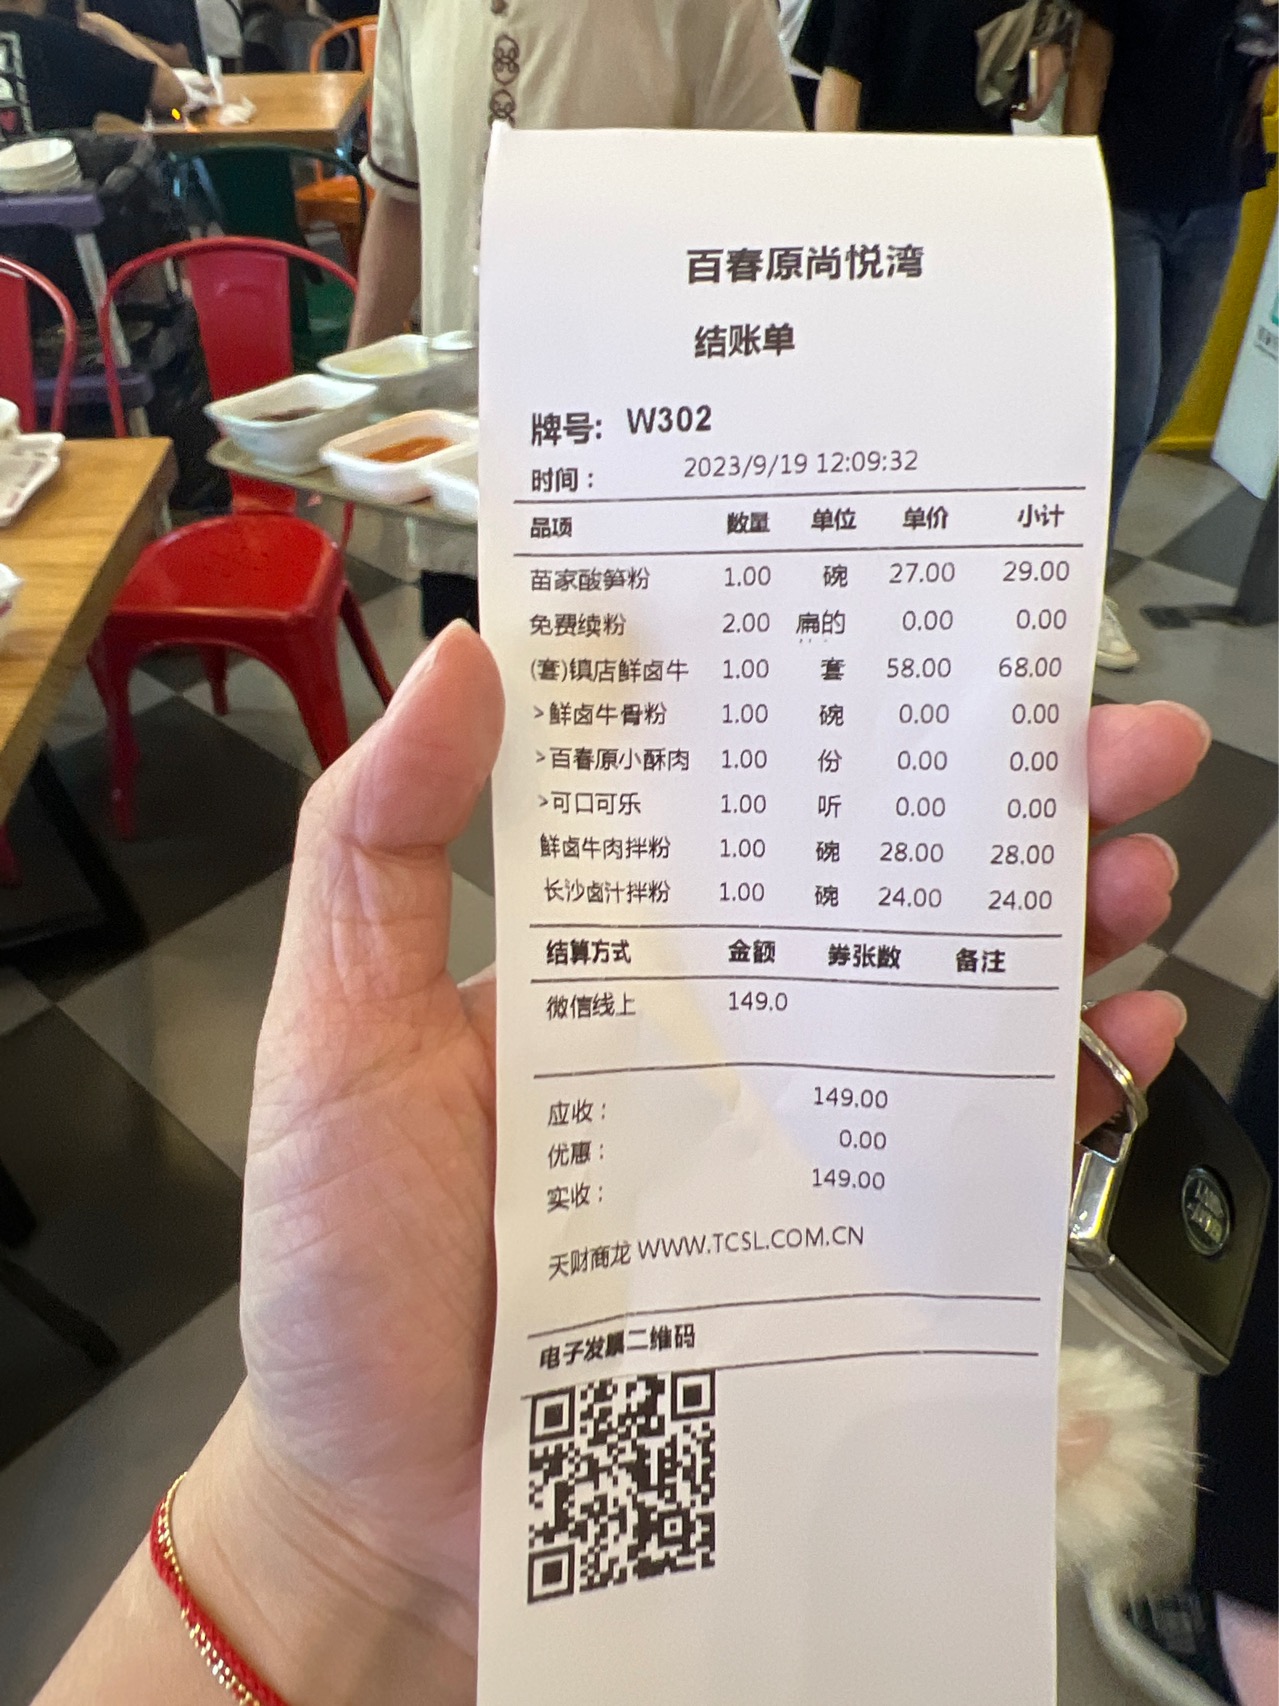 百春原尚悦湾
结账单
牌号: W302
时间: 2023/9/19 12:09:32
品项 数量 单位 单价 小计
苗家酸笋粉 1.00 碗 27.00 29.00
免费续粉 2.00 扁的 0.00 0.00
(套)镇店鲜卤牛 1.00 套 58.00 68.00
>鲜卤牛骨粉 1.00 碗 0.00 0.00
>百春原小酥肉 1.00 份 0.00 0.00
>可口可乐 1.00 听 0.00 0.00
鲜卤牛肉拌粉 1.00 碗 28.00 28.00
长沙卤汁拌粉 1.00 碗 24.00 24.00
结算方式 金额 券张数 备注
微信线上 149.0
应收: 149.00
优惠: 0.00
实收: 149.00
天财商龙 WWW.TCSL.COM.CN
电子发票二维码